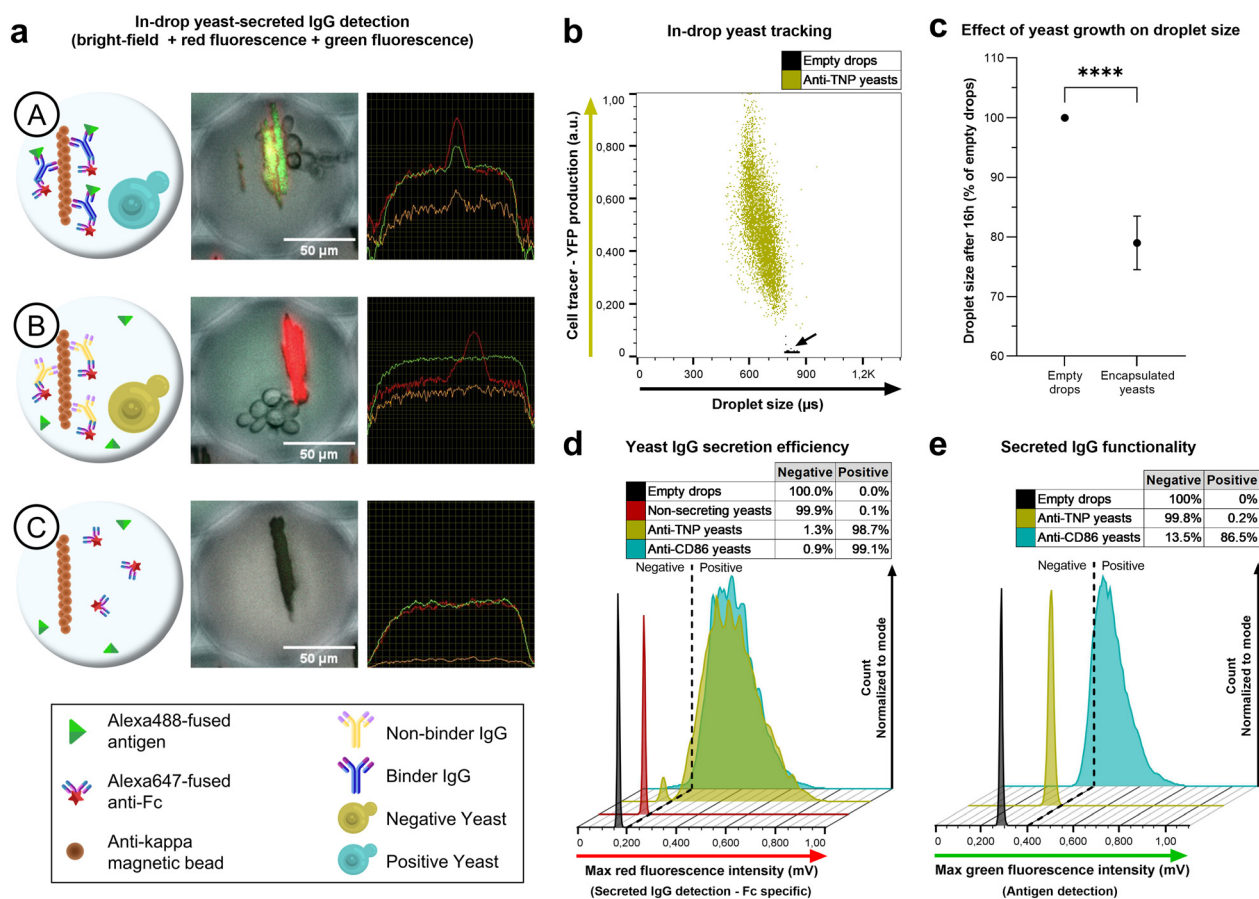 a
In-drop yeast-secreted IgG detection
(bright-field + red fluorescence + green fluorescence)
A
50 µm
B
50 µm
C
50 µm
Alexa488-fused
antigen
Alexa647-fused
anti-Fc
Anti-kappa
magnetic bead
Non-binder IgG
Binder IgG
Negative Yeast
Positive Yeast
b
In-drop yeast tracking
Empty drops
Anti-TNP yeasts
Cell tracer - YFP production (a.u.)
1,00
0,800
0,600
0,400
0,200
0
0 300 600 900 1,2K
Droplet size (µs)
c
Effect of yeast growth on droplet size
****
Droplet size after 16h (% of empty drops)
100
90
80
70
60
Empty
drops
Encapsulated
yeasts
d
Yeast IgG secretion efficiency
Negative Positive
Empty drops 100.0% 0.0%
Non-secreting yeasts 99.9% 0.1%
Anti-TNP yeasts 1.3% 98.7%
Anti-CD86 yeasts 0.9% 99.1%
Negative Positive
Count
Normalized to mode
0 0,200 0,400 0,600 0,800 1,00
Max red fluorescence intensity (mV)
(Secreted IgG detection - Fc specific)
e
Secreted IgG functionality
Negative Positive
Empty drops 100% 0%
Anti-TNP yeasts 99.8% 0.2%
Anti-CD86 yeasts 13.5% 86.5%
Negative Positive
Count
Normalized to mode
0 0,200 0,400 0,600 0,800 1,00
Max green fluorescence intensity (mV)
(Antigen detection)